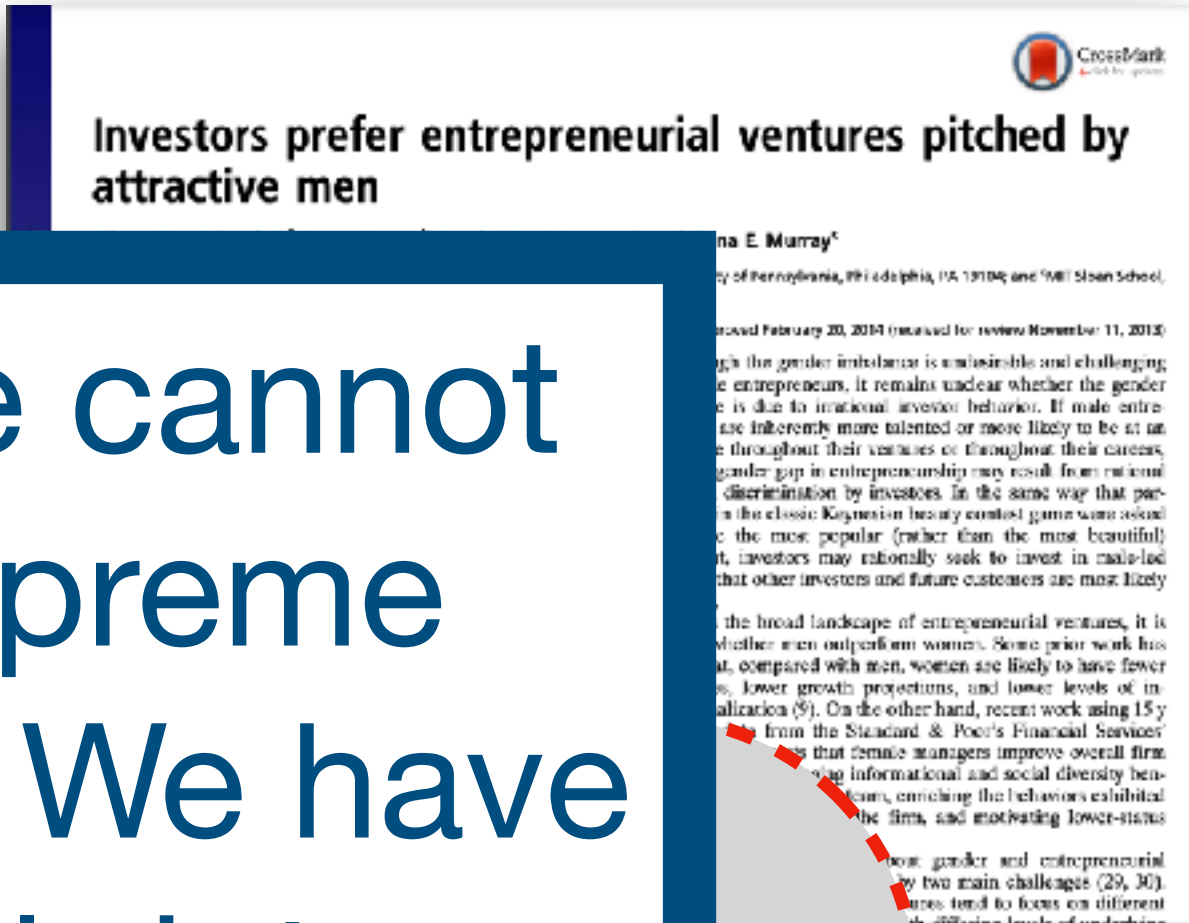 CrossMark
Investors prefer entrepreneurial ventures pitched by
attractive men
na E. Murray
ty of Pennsylvania, Philadelphia, PA 19104; and cMIT Sloan School,
roved February 20, 2014 (received for review November 11, 2013)
gh the gender imbalance is undesirable and challenging
e entrepreneurs, it remains unclear whether the gender
e is due to irrational investor behavior. If male entre-
are inherently more talented or more likely to be at an
e throughout their ventures or throughout their careers,
gender gap in entrepreneurship may result from rational
discrimination by investors. In the same way that par-
in the classic Keynesian beauty contest game were asked
e the most popular (rather than the most beautiful)
t, investors may rationally seek to invest in male-led
that other investors and future customers are most likely
the broad landscape of entrepreneurial ventures, it is
whether men outperform women. Some prior work has
at, compared with men, women are likely to have fewer
s, lower growth projections, and lower levels of in-
alization (9). On the other hand, recent work using 15 y
from the Standard & Poor's Financial Services'
ts that female managers improve overall firm
ing informational and social diversity ben-
team, enriching the behaviors exhibited
the firm, and motivating lower-status
bout gender and entrepreneurial
by two main challenges (29, 30).
ures tend to focus on different
e cannot
preme
We have